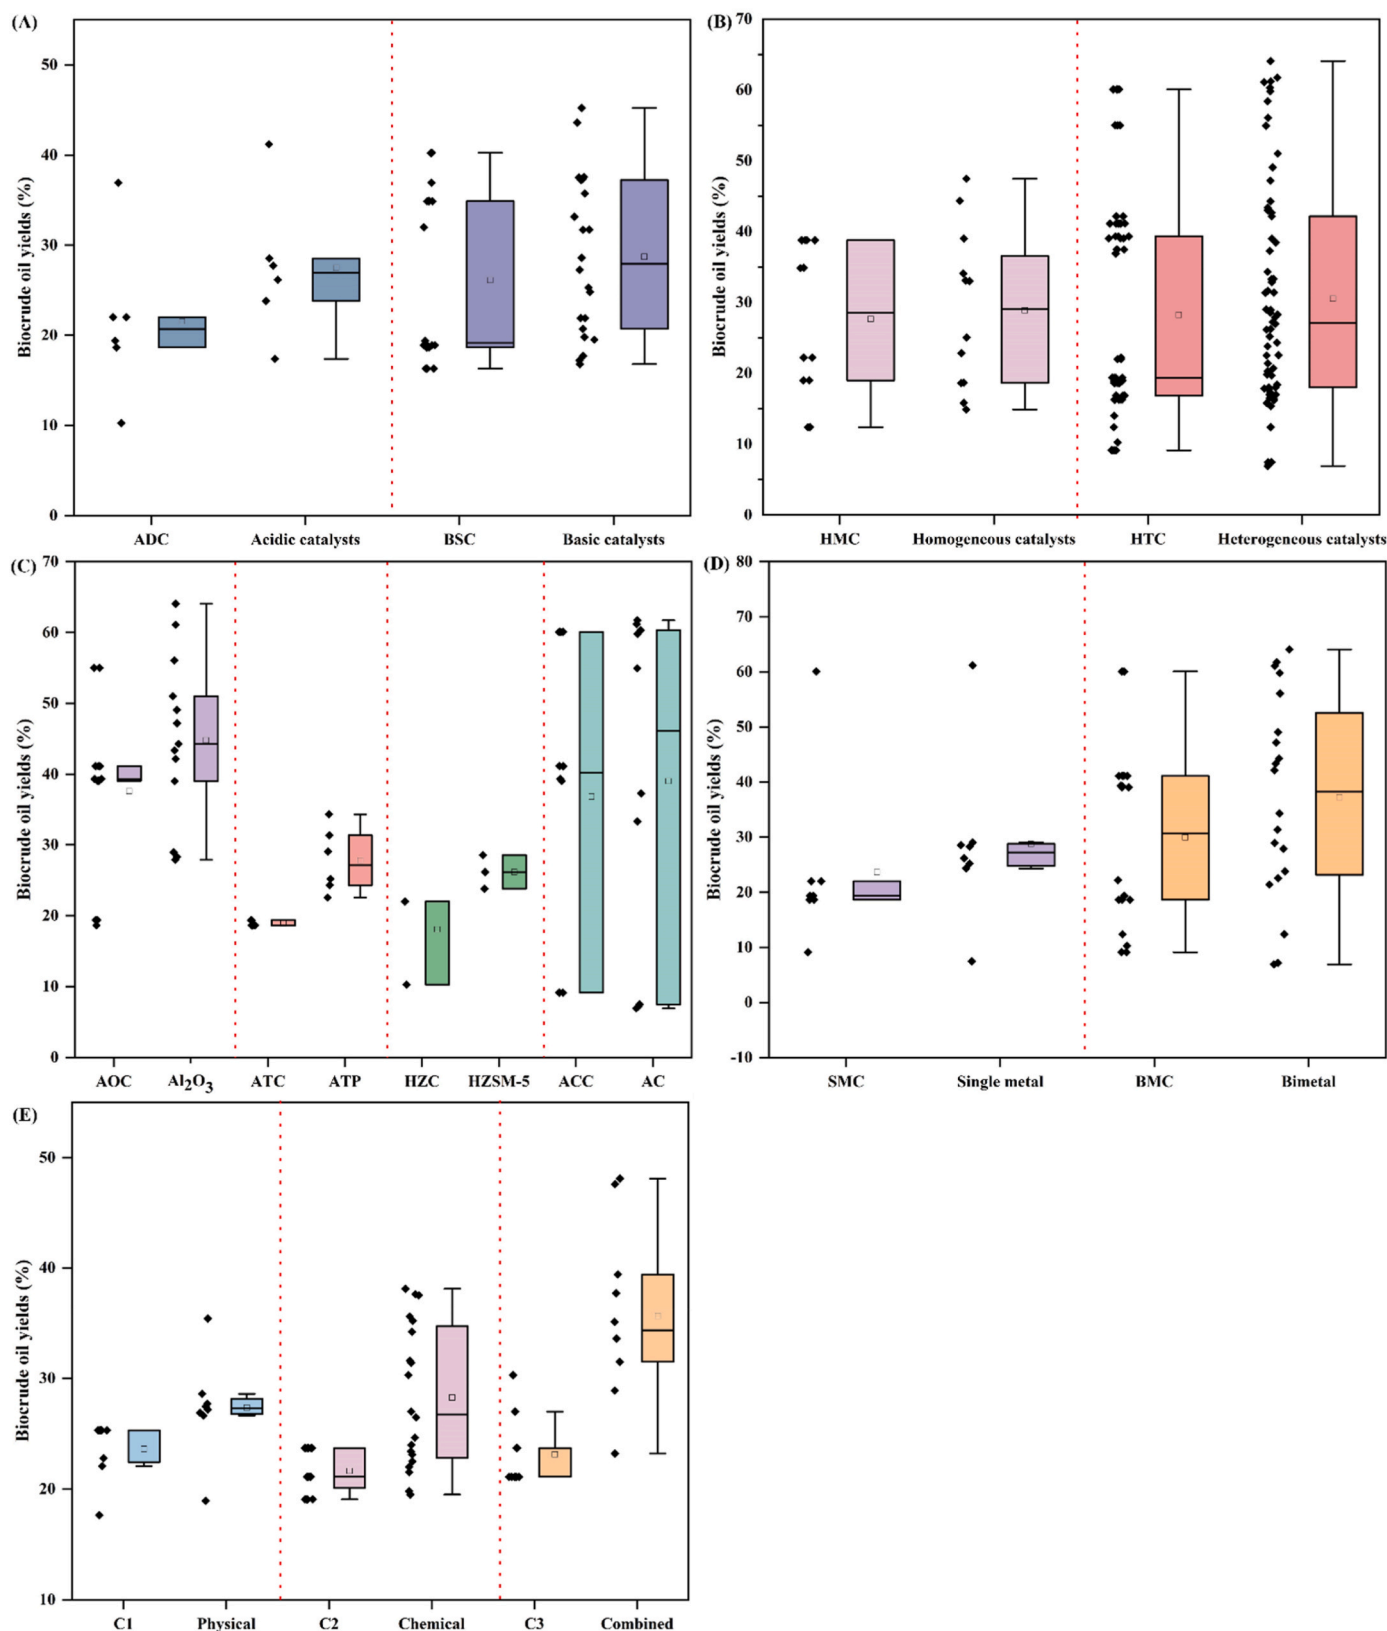 (A)
Biocrude oil yields (%)
50
40
30
20
10
0
ADC Acidic catalysts BSC Basic catalysts
(B)
Biocrude oil yields (%)
70
60
50
40
30
20
10
0
HMC Homogeneous catalysts HTC Heterogeneous catalysts
(C)
Biocrude oil yields (%)
70
60
50
40
30
20
10
0
AOC Al2O3 ATC ATP HZC HZSM-5 ACC AC
(D)
Biocrude oil yields (%)
80
70
60
50
40
30
20
10
0
-10
SMC Single metal BMC Bimetal
(E)
Biocrude oil yields (%)
50
40
30
20
10
C1 Physical C2 Chemical C3 Combined